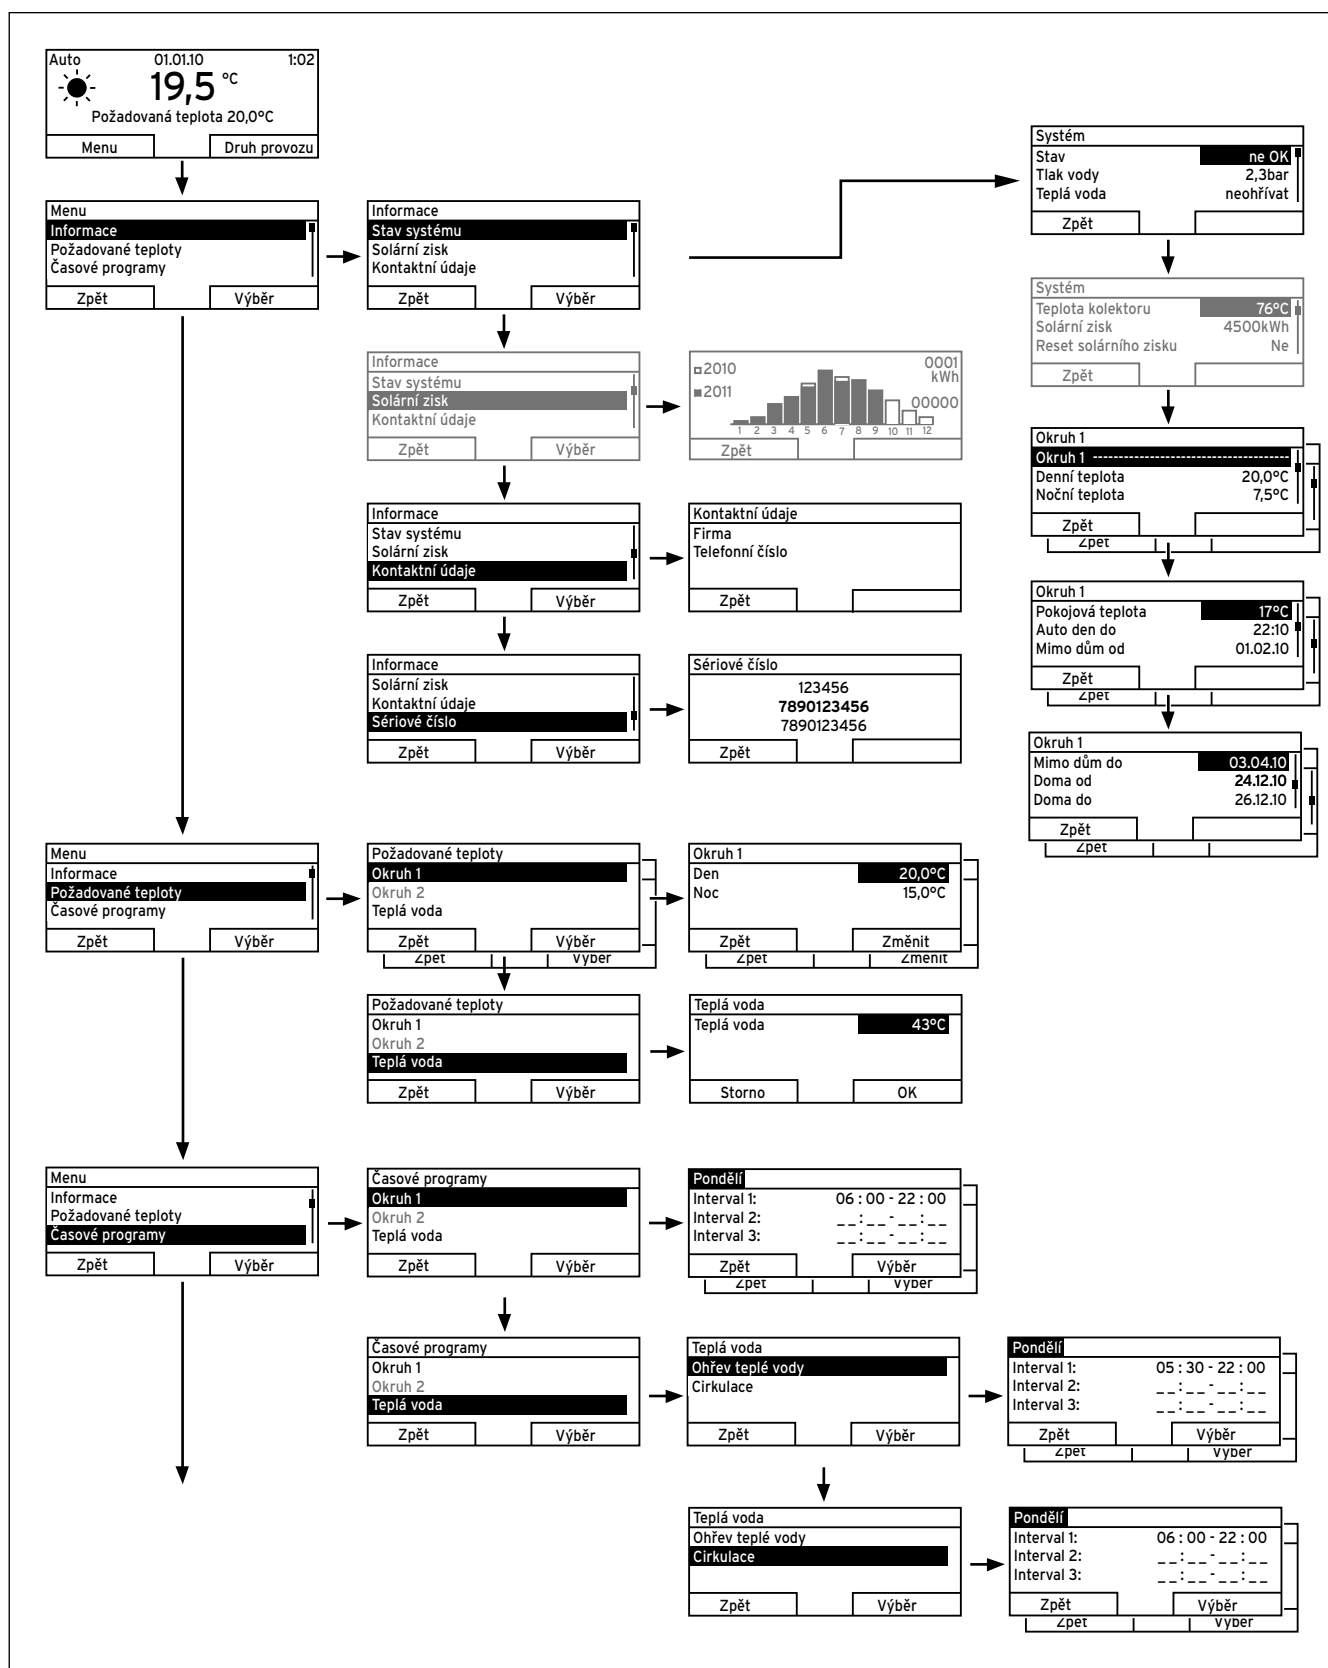 Auto 01.01.10 1:02
19,5 °C
Požadovaná teplota 20,0°C
Menu Druh provozu
Menu
Informace
Požadované teploty
Časové programy
Zpět Výběr
Informace
Stav systému
Solární zisk
Kontaktní údaje
Zpět Výběr
Systém
Stav ne OK
Tlak vody 2,3bar
Teplá voda neohřívat
Zpět
Systém
Teplota kolektoru 76°C
Solární zisk 4500kWh
Reset solárního zisku Ne
Zpět
Informace
Stav systému
Solární zisk
Kontaktní údaje
Zpět Výběr
2010 0001
kWh
2011 00000
1 2 3 4 5 6 7 8 9 10 11 12
Zpět
Okruh 1
Okruh 1 -----------------------------------
Denní teplota 20,0°C
Noční teplota 7,5°C
Zpět
Zpět
Informace
Stav systému
Solární zisk
Kontaktní údaje
Zpět Výběr
Kontaktní údaje
Firma
Telefonní číslo
Zpět
Okruh 1
Pokojová teplota 17°C
Auto den do 22:10
Mimo dům od 01.02.10
Zpět
Zpět
Informace
Solární zisk
Kontaktní údaje
Sériové číslo
Zpět Výběr
Sériové číslo
123456
7890123456
7890123456
Zpět
Okruh 1
Mimo dům do 03.04.10
Doma od 24.12.10
Doma do 26.12.10
Zpět
Zpět
Menu
Informace
Požadované teploty
Časové programy
Zpět Výběr
Požadované teploty
Okruh 1
Okruh 2
Teplá voda
Zpět Výběr
Zpět Výběr
Okruh 1
Den 20,0°C
Noc 15,0°C
Zpět Změnit
Zpět Změnit
Požadované teploty
Okruh 1
Okruh 2
Teplá voda
Zpět Výběr
Teplá voda
Teplá voda 43°C
Storno OK
Menu
Informace
Požadované teploty
Časové programy
Zpět Výběr
Časové programy
Okruh 1
Okruh 2
Teplá voda
Zpět Výběr
Pondělí
Interval 1: 06 : 00 - 22 : 00
Interval 2: _ _ : _ _ - _ _ : _ _
Interval 3: _ _ : _ _ - _ _ : _ _
Zpět Výběr
Zpět Výběr
Časové programy
Okruh 1
Okruh 2
Teplá voda
Zpět Výběr
Teplá voda
Ohřev teplé vody
Cirkulace
Zpět Výběr
Pondělí
Interval 1: 05 : 30 - 22 : 00
Interval 2: _ _ : _ _ - _ _ : _ _
Interval 3: _ _ : _ _ - _ _ : _ _
Zpět Výběr
Zpět Výběr
Teplá voda
Ohřev teplé vody
Cirkulace
Zpět Výběr
Pondělí
Interval 1: 06 : 00 - 22 : 00
Interval 2: _ _ : _ _ - _ _ : _ _
Interval 3: _ _ : _ _ - _ _ : _ _
Zpět Výběr
Zpět Výběr